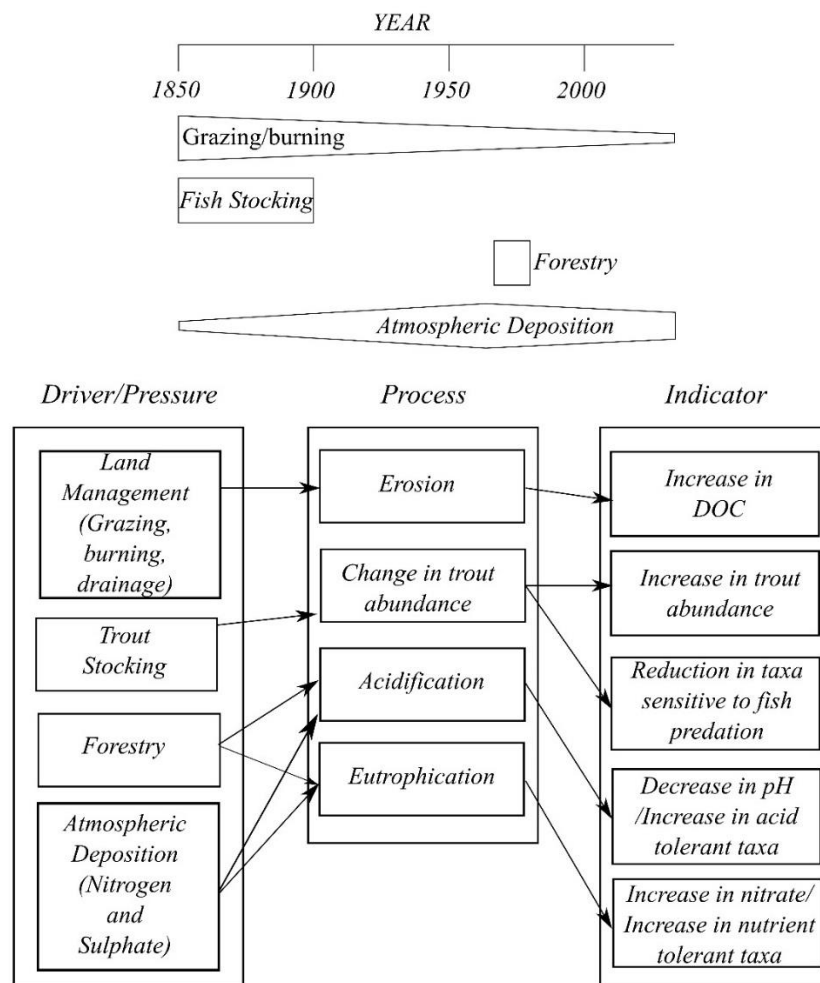 YEAR
1850 1900 1950 2000
Grazing/burning
Fish Stocking
Forestry
Atmospheric Deposition
Driver/Pressure Process Indicator
Land
Management
(Grazing,
burning,
drainage)
Erosion
Increase in
DOC
Trout
Stocking
Change in trout
abundance
Increase in trout
abundance
Forestry
Acidification
Reduction in taxa
sensitive to fish
predation
Atmospheric
Deposition
(Nitrogen
and
Sulphate)
Eutrophication
Decrease in pH
/Increase in acid
tolerant taxa
Increase in nitrate/
Increase in nutrient
tolerant taxa